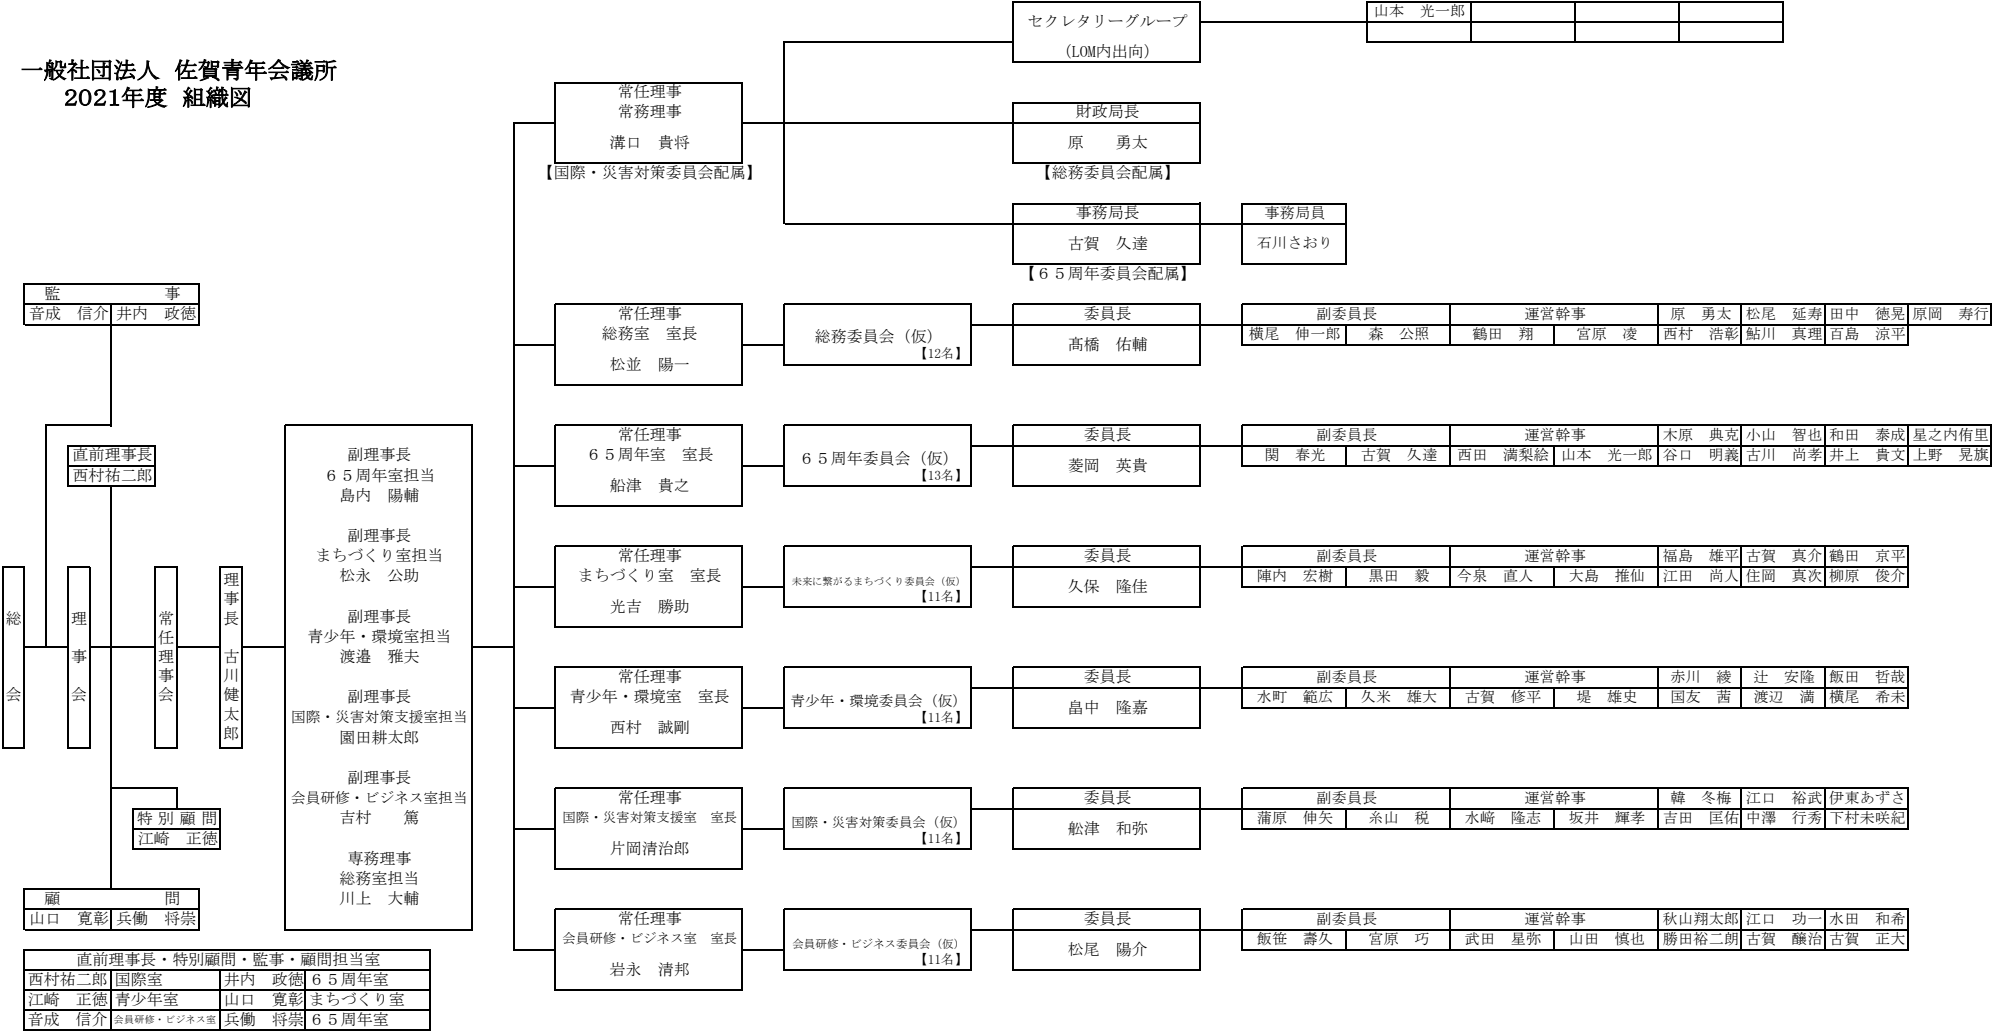 一般社団法人 佐賀青年会議所
2021年度 組織図
セクレタリーグループ
(LOM内出向)
山本 光一郎
常任理事
常務理事
溝口 貴将
【国際・災害対策委員会配属】
財政局長
原 勇太
【総務委員会配属】
事務局長
古賀 久達
【６５周年委員会配属】
事務局員
石川さおり
監 事
音成 信介 井内 政徳
直前理事長
西村祐二郎
総会
理事会
常任理事会
理事長 古川健太郎
特別顧問
江崎 正徳
顧 問
山口 寛彰 兵働 将崇
副理事長
６５周年室担当
島内 陽輔
副理事長
まちづくり室担当
松永 公助
副理事長
青少年・環境室担当
渡邉 雅夫
副理事長
国際・災害対策支援室担当
園田耕太郎
副理事長
会員研修・ビジネス室担当
吉村 篤
専務理事
総務室担当
川上 大輔
常任理事
総務室 室長
松並 陽一
総務委員会（仮）
【12名】
委員長
髙橋 佑輔
副委員長 運営幹事 原 勇太 松尾 延寿 田中 徳晃 原岡 寿行
横尾 伸一郎 森 公照 鶴田 翔 宮原 凌 西村 浩彰 鮎川 真理 百島 涼平
常任理事
６５周年室 室長
船津 貴之
６５周年委員会（仮）
【13名】
委員長
菱岡 英貴
副委員長 運営幹事 木原 典克 小山 智也 和田 泰成 星之内侑里
関 春光 古賀 久達 西田 満梨絵 山本 光一郎 谷口 明義 古川 尚孝 井上 貴文 上野 晃旗
常任理事
まちづくり室 室長
光吉 勝助
未来に繋がるまちづくり委員会（仮）
【11名】
委員長
久保 隆佳
副委員長 運営幹事 福島 雄平 古賀 真介 鶴田 京平
陣内 宏樹 黒田 毅 今泉 直人 大島 推仙 江田 尚人 住岡 真次 柳原 俊介
常任理事
青少年・環境室 室長
西村 誠剛
青少年・環境委員会（仮）
【11名】
委員長
畠中 隆嘉
副委員長 運営幹事 赤川 綾 辻 安隆 飯田 哲哉
水町 範広 久米 雄大 古賀 修平 堤 雄史 国友 茜 渡辺 満 横尾 希未
常任理事
国際・災害対策支援室 室長
片岡清治郎
国際・災害対策委員会（仮）
【11名】
委員長
舩津 和弥
副委員長 運営幹事 韓 冬梅 江口 裕武 伊東あずさ
蒲原 伸矢 糸山 税 水﨑 隆志 坂井 輝孝 吉田 匡佑 中澤 行秀 下村未咲紀
常任理事
会員研修・ビジネス室 室長
岩永 清邦
会員研修・ビジネス委員会（仮）
【11名】
委員長
松尾 陽介
副委員長 運営幹事 秋山翔太郎 江口 功一 水田 和希
飯笹 壽久 宮原 巧 武田 星弥 山田 慎也 勝田裕二朗 古賀 醸治 古賀 正大
直前理事長・特別顧問・監事・顧問担当室
西村祐二郎 国際室 井内 政徳 ６５周年室
江崎 正徳 青少年室 山口 寛彰 まちづくり室
音成 信介 会員研修・ビジネス室 兵働 将崇 ６５周年室